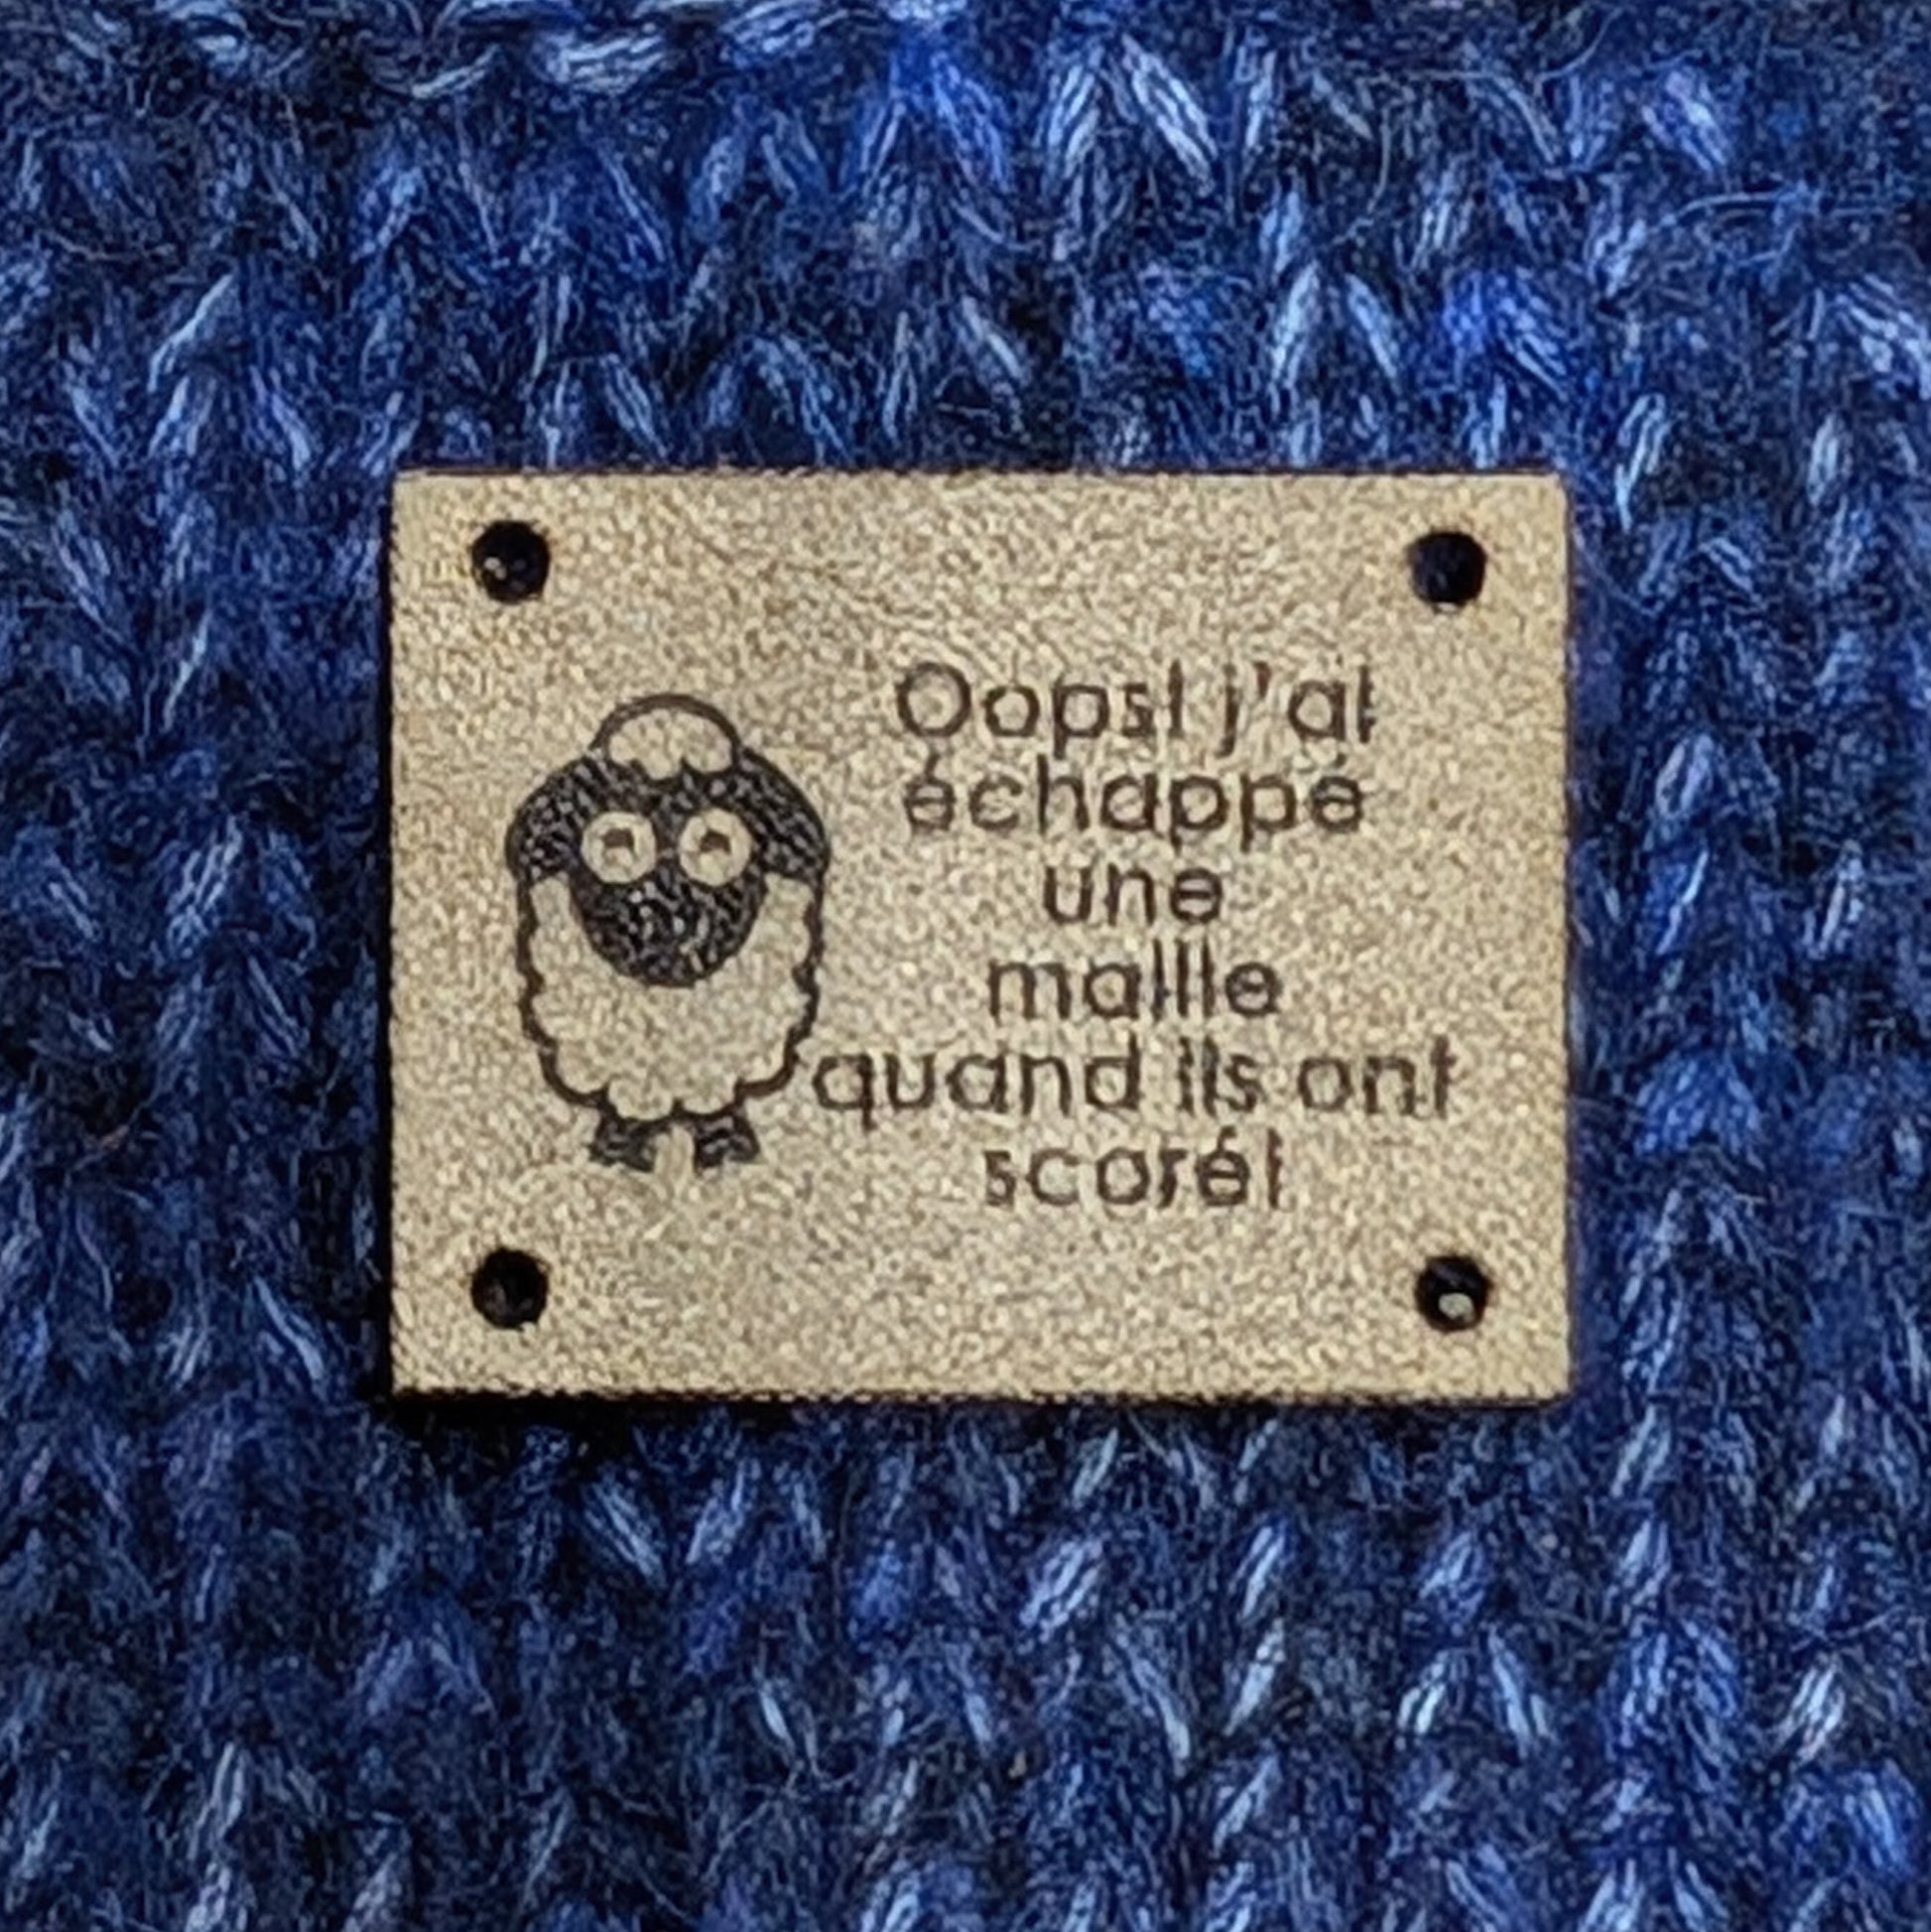 Oops! j'ai
échappé
une
maille
quand ils ont
scoré!